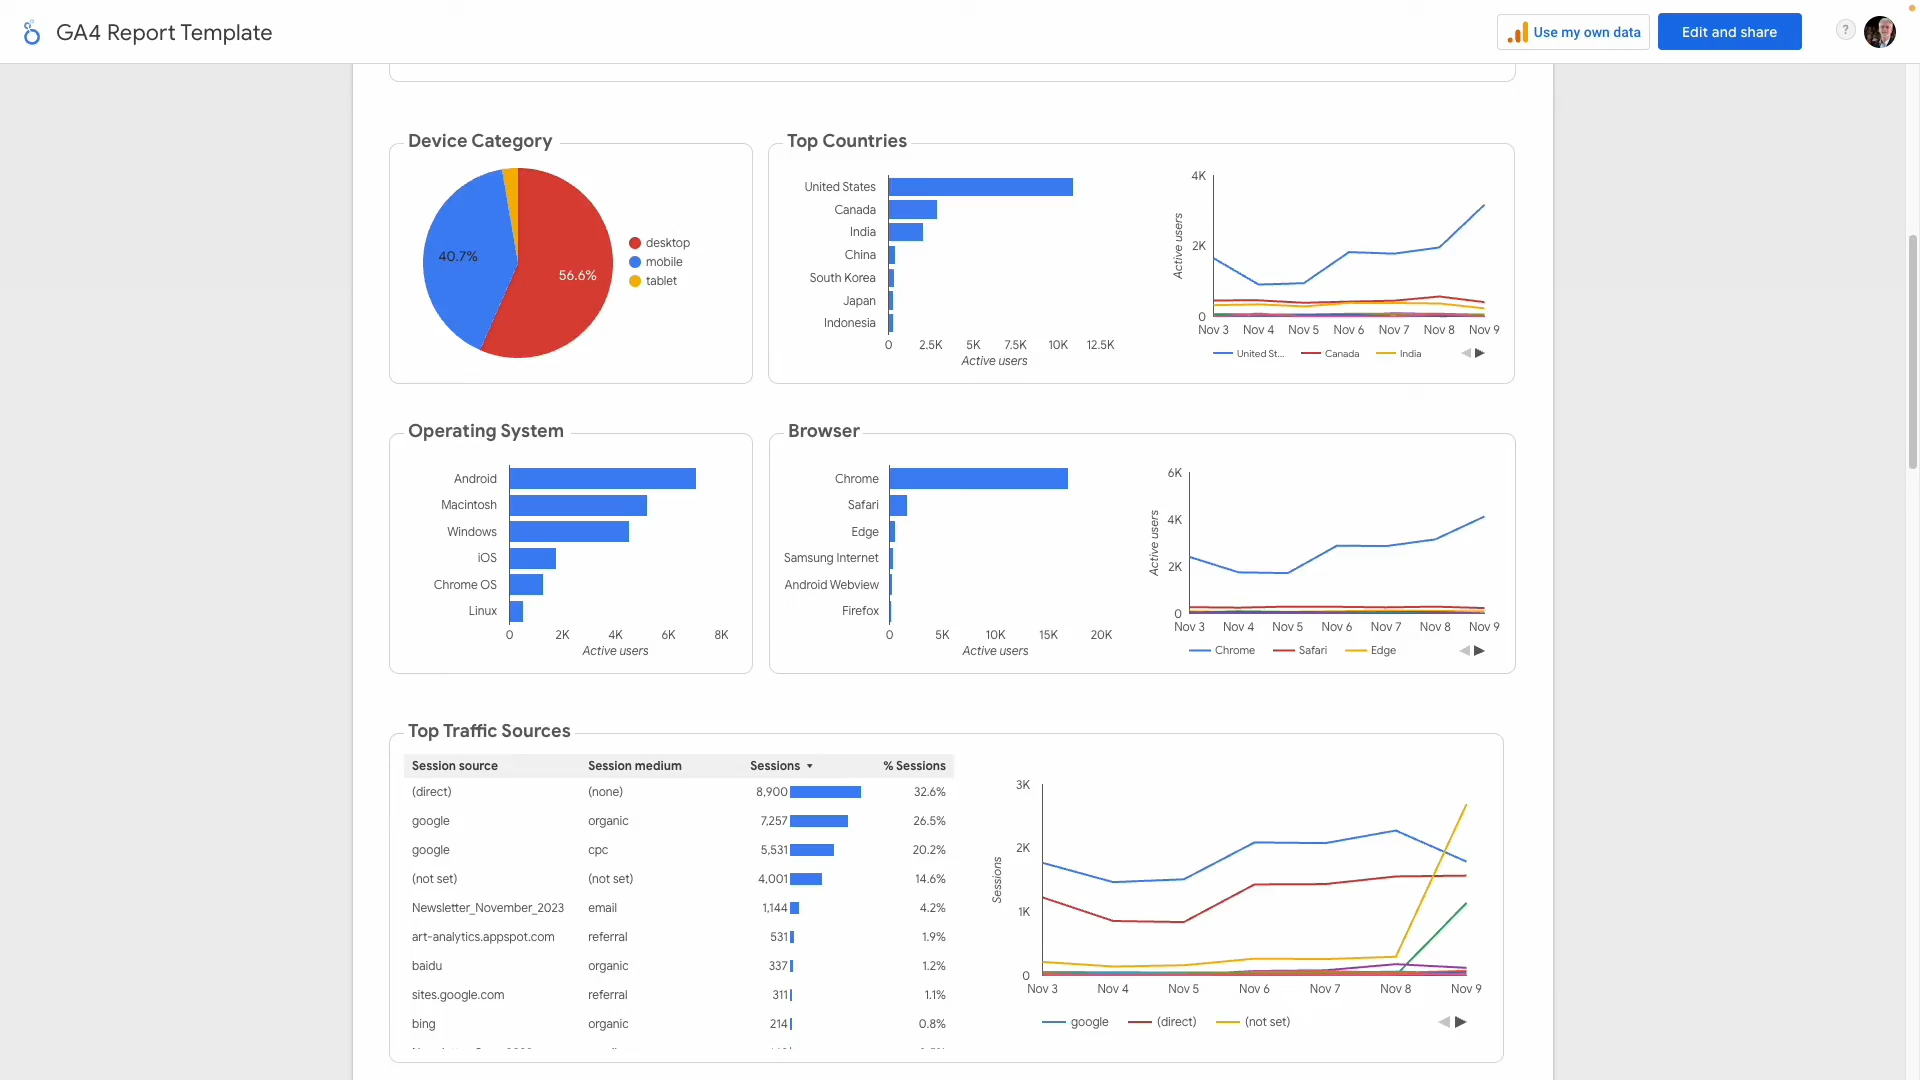 GA4 Report Template
Use my own data
Edit and share
?
Device Category
40.7%
56.6%
desktop
mobile
tablet
Top Countries
United States
Canada
India
China
South Korea
Japan
Indonesia
0 2.5K 5K 7.5K 10K 12.5K
Active users
4K
2K
0
Active users
Nov 3 Nov 4 Nov 5 Nov 6 Nov 7 Nov 8 Nov 9
United St... Canada India
Operating System
Android
Macintosh
Windows
iOS
Chrome OS
Linux
0 2K 4K 6K 8K
Active users
Browser
Chrome
Safari
Edge
Samsung Internet
Android Webview
Firefox
0 5K 10K 15K 20K
Active users
6K
4K
2K
0
Active users
Nov 3 Nov 4 Nov 5 Nov 6 Nov 7 Nov 8 Nov 9
Chrome Safari Edge
Top Traffic Sources
Session source Session medium Sessions % Sessions
(direct) (none) 8,900 32.6%
google organic 7,257 26.5%
google cpc 5,531 20.2%
(not set) (not set) 4,001 14.6%
Newsletter_November_2023 email 1,144 4.2%
art-analytics.appspot.com referral 531 1.9%
baidu organic 337 1.2%
sites.google.com referral 311 1.1%
bing organic 214 0.8%
3K
2K
1K
0
Sessions
Nov 3 Nov 4 Nov 5 Nov 6 Nov 7 Nov 8 Nov 9
google (direct) (not set)